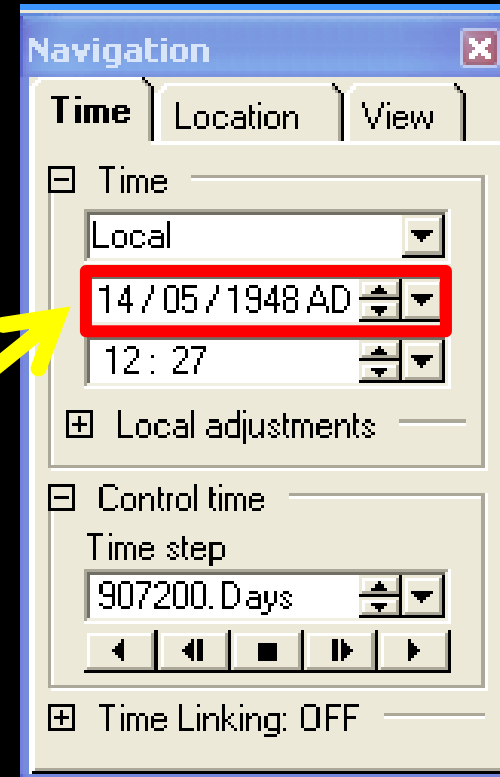 Navigation
Time Location View
Time
Local
14/05/1948 AD
12: 27
Local adjustments
Control time
Time step
907200. Days
Time Linking: OFF